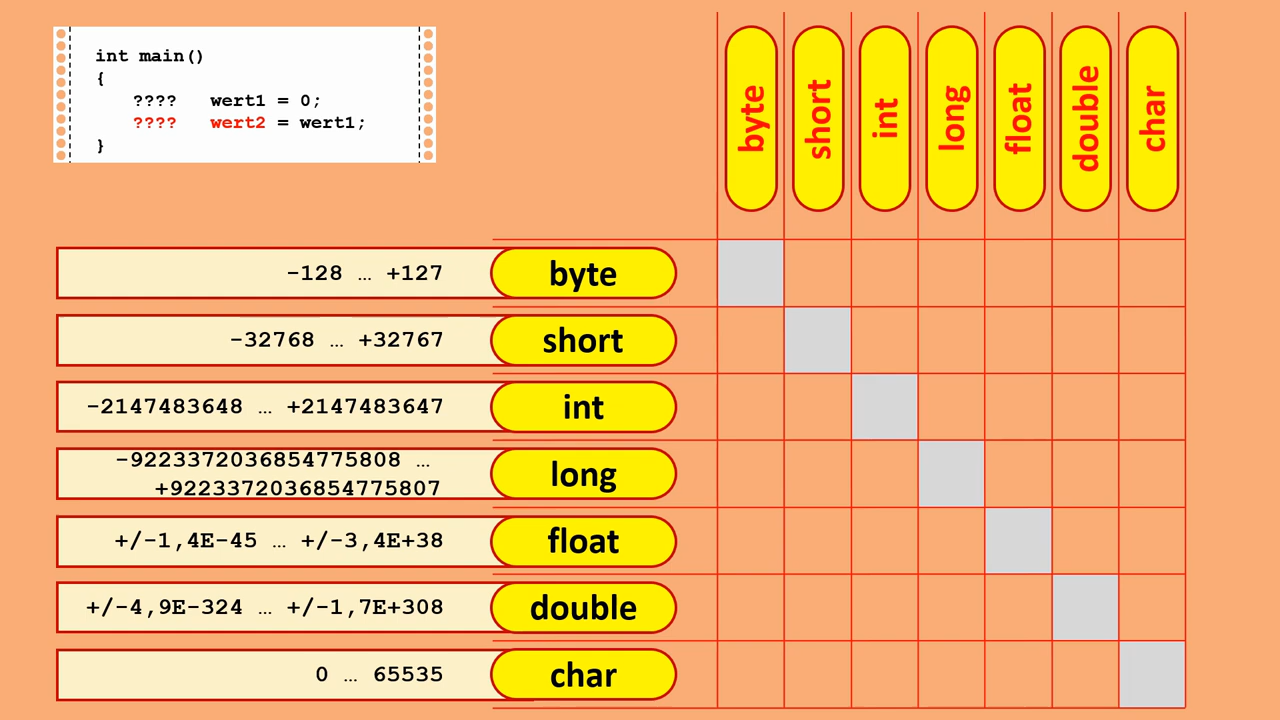 int main()
{
???? wert1 = 0;
???? wert2 = wert1;
}
byte short int long float double char
-128 … +127 byte
-32768 … +32767 short
-2147483648 … +2147483647 int
-9223372036854775808 …
+9223372036854775807 long
+/-1,4E-45 … +/-3,4E+38 float
+/-4,9E-324 … +/-1,7E+308 double
0 … 65535 char